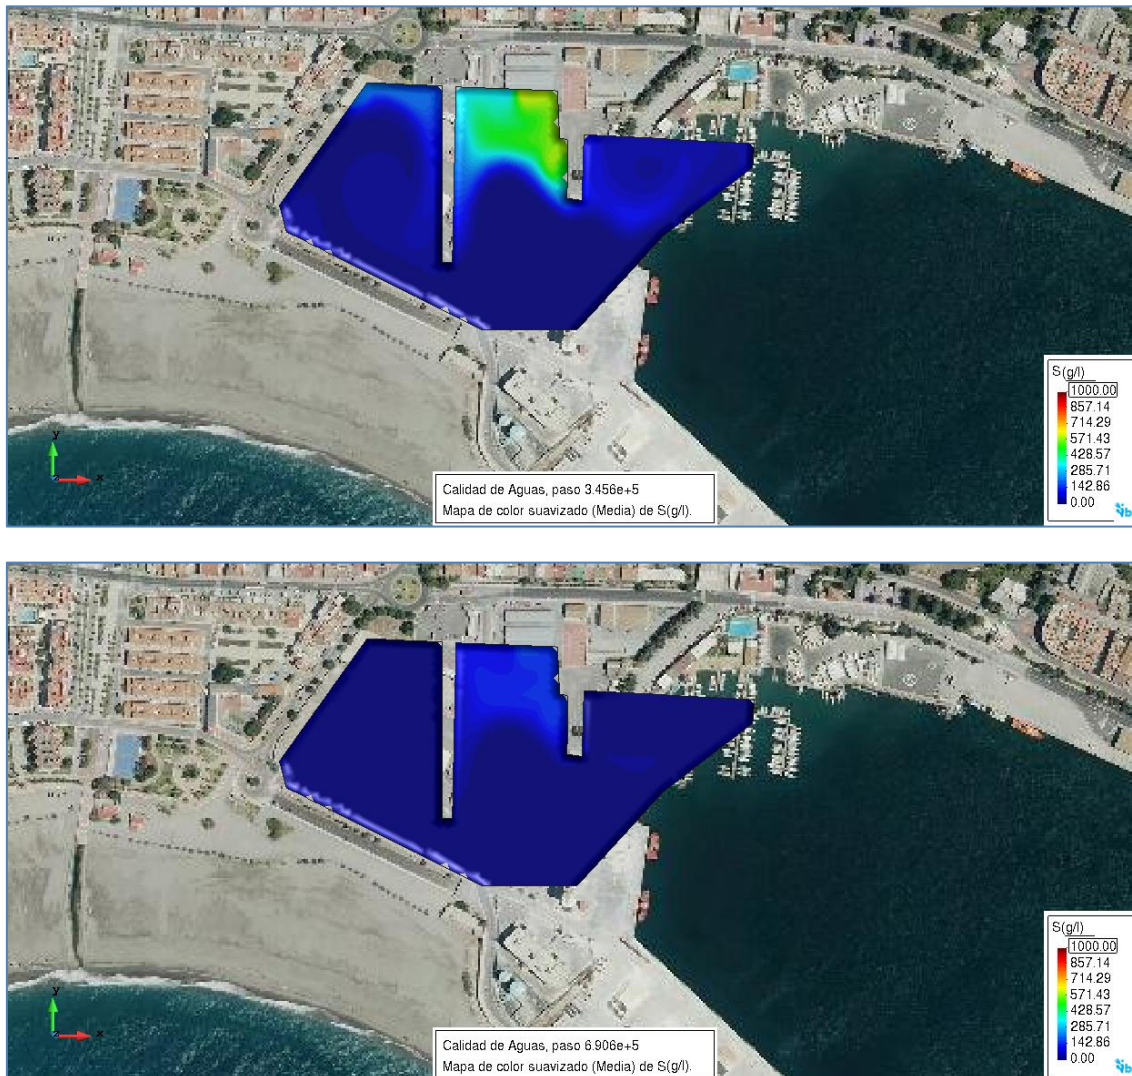 S(g/l)
1000.00
857.14
714.29
571.43
428.57
285.71
142.86
0.00
y
x
Calidad de Aguas, paso 3.456e+5
Mapa de color suavizado (Media) de S(g/l).
S(g/l)
1000.00
857.14
714.29
571.43
428.57
285.71
142.86
0.00
y
x
Calidad de Aguas, paso 6.906e+5
Mapa de color suavizado (Media) de S(g/l).